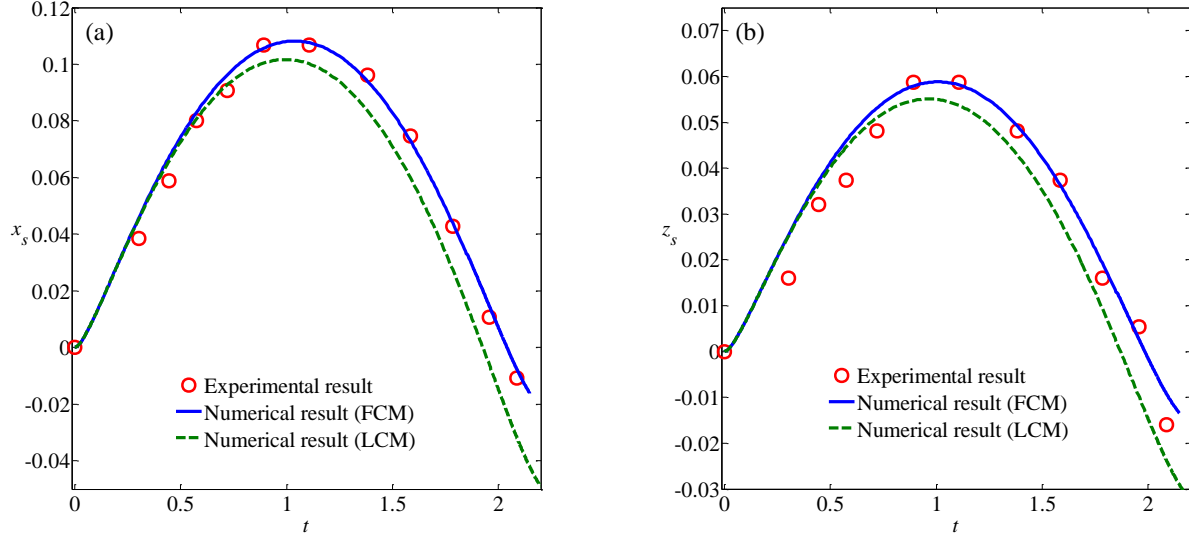 (a)
0.12
0.10
0.08
0.06
0.04
0.02
0
-0.02
-0.04
x_s
Experimental result
Numerical result (FCM)
Numerical result (LCM)
0 0.5 1 1.5 2
t
(b)
0.07
0.06
0.05
0.04
0.03
0.02
0.01
0
-0.01
-0.02
-0.03
z_s
Experimental result
Numerical result (FCM)
Numerical result (LCM)
0 0.5 1 1.5 2
t